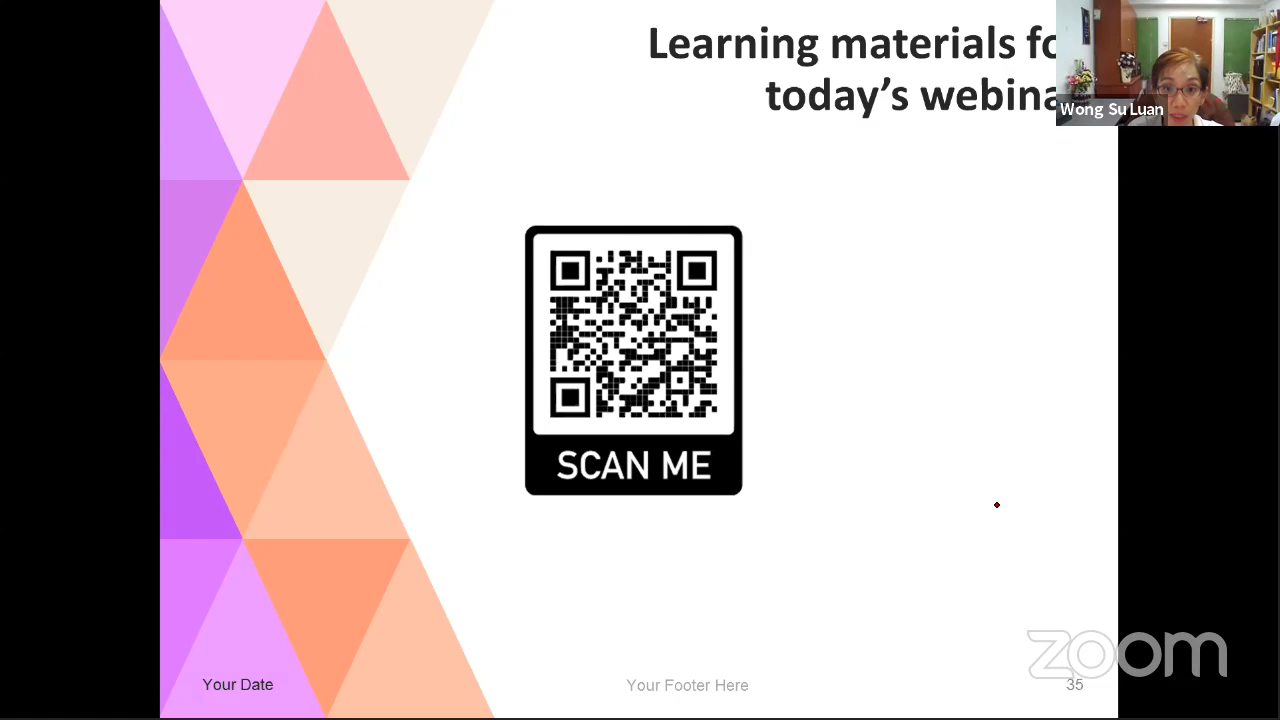 Learning materials fo
today's webina
Wong Su Luan
SCAN ME
zoom
Your Date
Your Footer Here
35